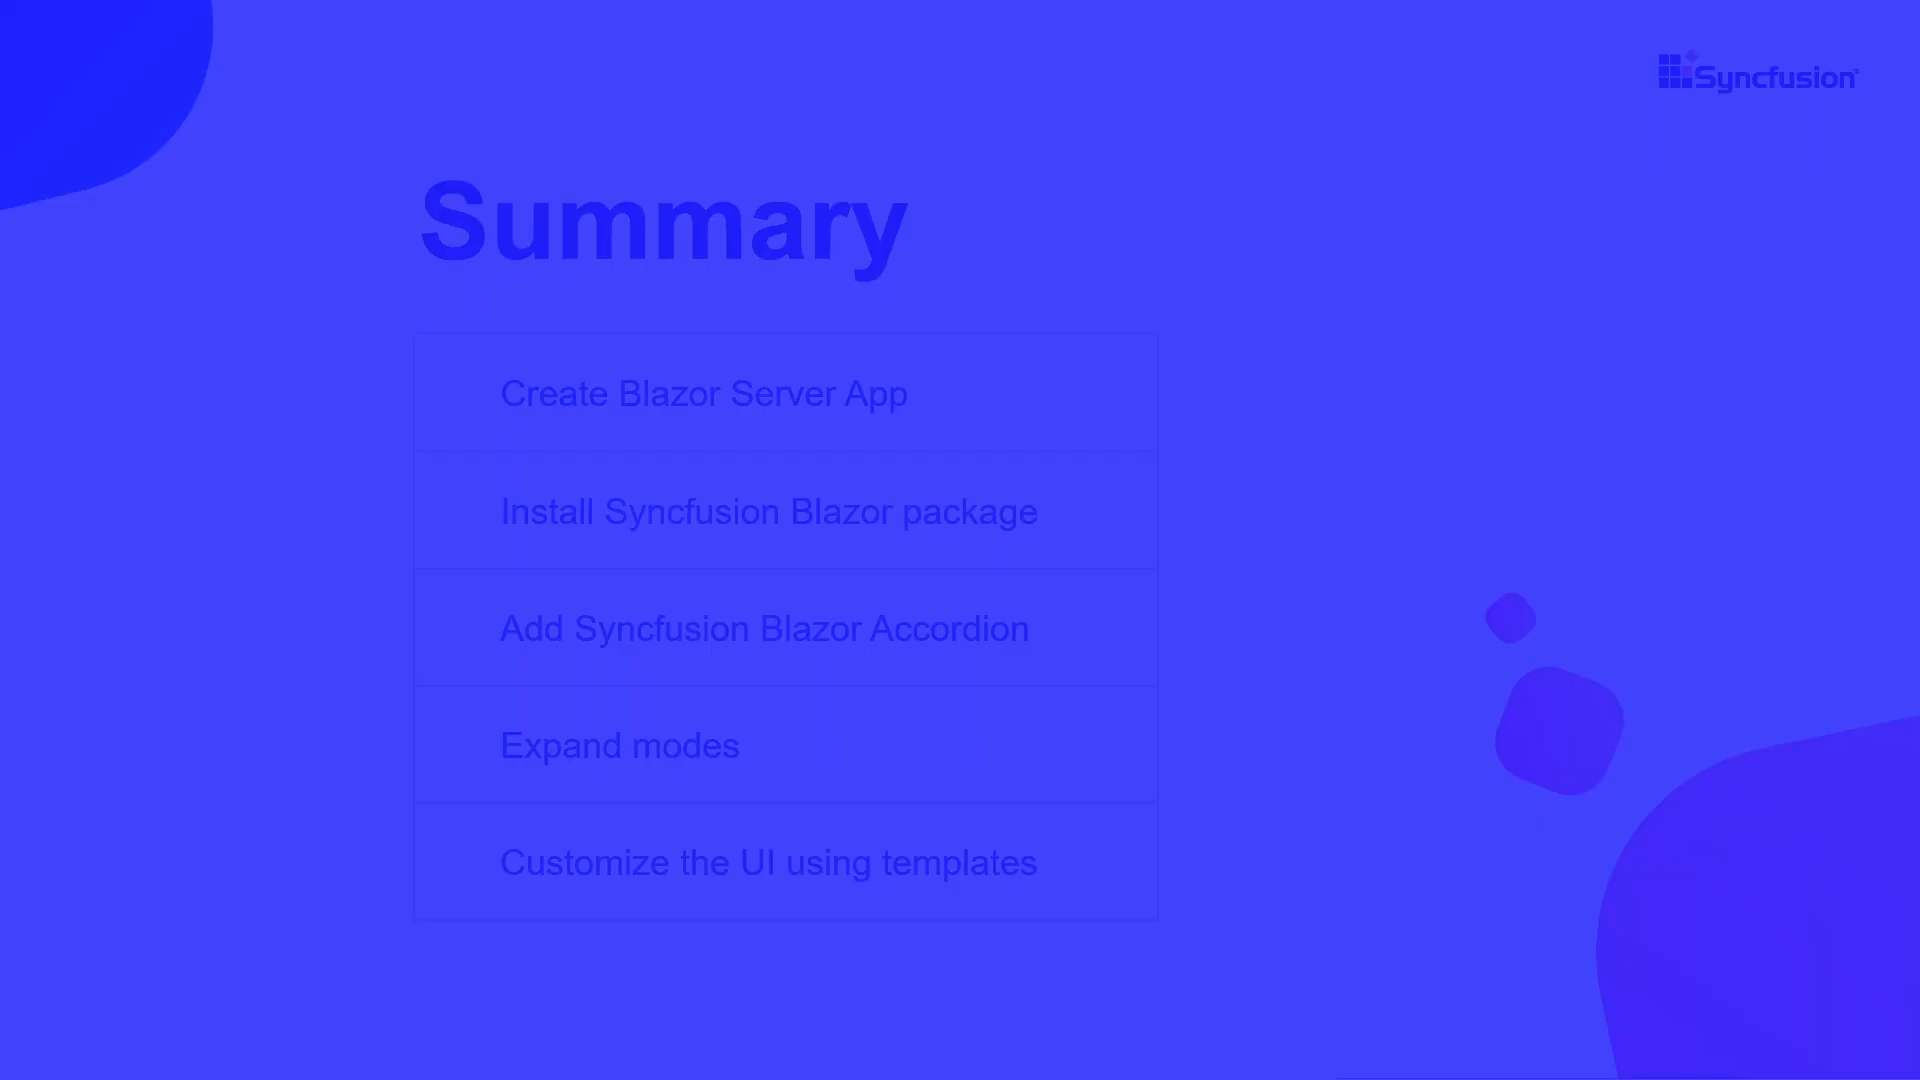 Syncfusion
Summary
Create Blazor Server App
Install Syncfusion Blazor package
Add Syncfusion Blazor Accordion
Expand modes
Customize the UI using templates